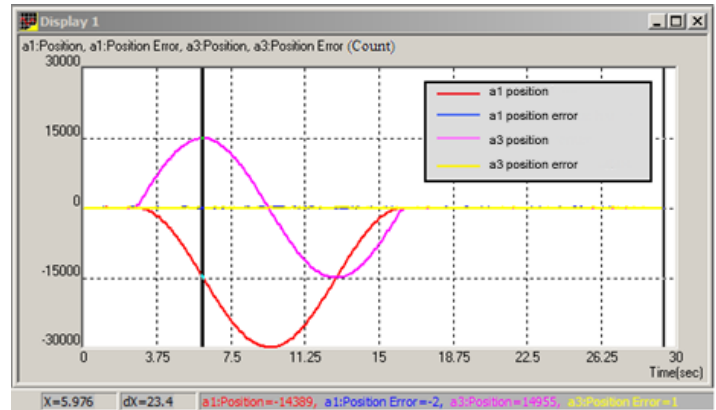 Display 1
a1:Position, a1:Position Error, a3:Position, a3:Position Error (Count)
30000
15000
0
-15000
-30000
a1 position
a1 position error
a3 position
a3 position error
0 3.75 7.5 11.25 15 18.75 22.5 26.25 30
Time(sec)
X=5.976 dX=23.4 a1:Position=-14389, a1:Position Error=-2, a3:Position=14955, a3:Position Error=1